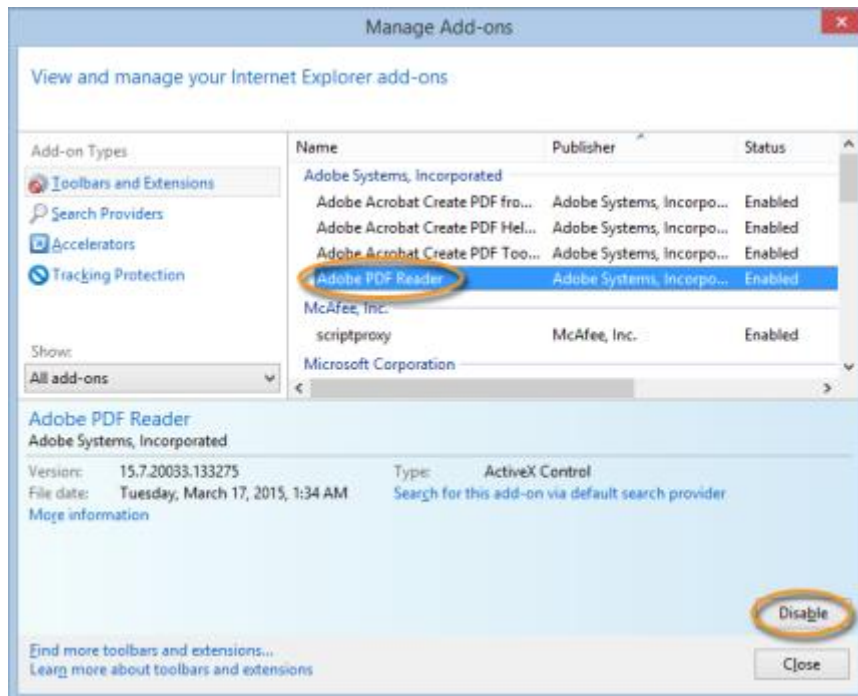 Manage Add-ons
View and manage your Internet Explorer add-ons
Add-on Types
Toolbars and Extensions
Search Providers
Accelerators
Tracking Protection
Show:
All add-ons
Name Publisher Status
Adobe Systems, Incorporated
Adobe Acrobat Create PDF fro... Adobe Systems, Incorpo... Enabled
Adobe Acrobat Create PDF Hel... Adobe Systems, Incorpo... Enabled
Adobe Acrobat Create PDF Too... Adobe Systems, Incorpo... Enabled
Adobe PDF Reader Adobe Systems, Incorpo... Enabled
McAfee, Inc.
scriptproxy McAfee, Inc. Enabled
Microsoft Corporation
Adobe PDF Reader
Adobe Systems, Incorporated
Version: 15.7.20033.133275 Type: ActiveX Control
File date: Tuesday, March 17, 2015, 1:34 AM Search for this add-on via default search provider
More information
Disable
Find more toolbars and extensions...
Learn more about toolbars and extensions
Close